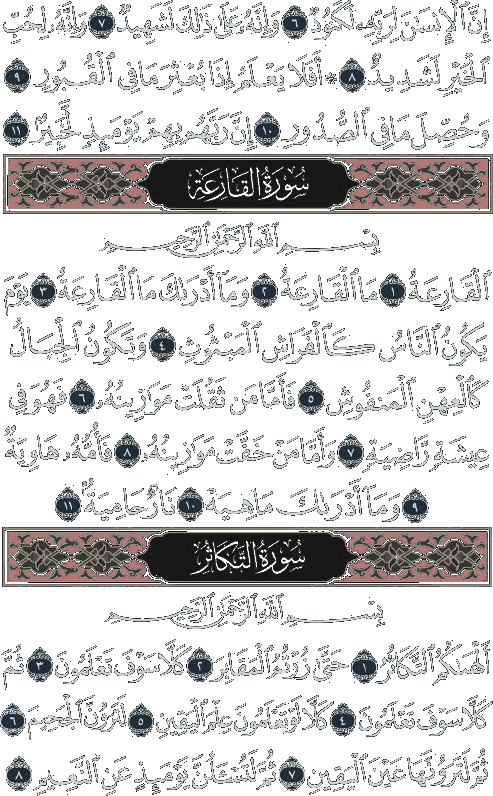 إِنَّ ٱلْإِنسَٰنَ لِرَبِّهِۦ لَكَنُودٌ ٦ وَإِنَّهُۥ عَلَىٰ ذَٰلِكَ لَشَهِيدٌ ٧ وَإِنَّهُۥ لِحُبِّ
ٱلْخَيْرِ لَشَدِيدٌ ٨ ۞ أَفَلَا يَعْلَمُ إِذَا بُعْثِرَ مَا فِى ٱلْقُبُورِ ٩
وَحُصِّلَ مَا فِى ٱلصُّدُورِ ١٠ إِنَّ رَبَّهُم بِهِمْ يَوْمَئِذٍ لَّخَبِيرٌ ١١
سُورَةُ القَارِعَةِ
بِسْمِ ٱللَّهِ ٱلرَّحْمَٰنِ ٱلرَّحِيمِ
ٱلْقَارِعَةُ ١ مَا ٱلْقَارِعَةُ ٢ وَمَآ أَدْرَىٰكَ مَا ٱلْقَارِعَةُ ٣ يَوْمَ
يَكُونُ ٱلنَّاسُ كَٱلْفَرَاشِ ٱلْمَبْثُوثِ ٤ وَتَكُونُ ٱلْجِبَالُ
كَٱلْعِهْنِ ٱلْمَنفُوشِ ٥ فَأَمَّا مَن ثَقُلَتْ مَوَٰزِينُهُۥ ٦ فَهُوَ فِى
عِيشَةٍ رَّاضِيَةٍ ٧ وَأَمَّا مَنْ خَفَّتْ مَوَٰزِينُهُۥ ٨ فَأُمُّهُۥ هَاوِيَةٌ
٩ وَمَآ أَدْرَىٰكَ مَا هِيَهْ ١٠ نَارٌ حَامِيَةٌۢ ١١
سُورَةُ التَّكَاثُرِ
بِسْمِ ٱللَّهِ ٱلرَّحْمَٰنِ ٱلرَّحِيمِ
أَلْهَىٰكُمُ ٱلتَّكَاثُرُ ١ حَتَّىٰ زُرْتُمُ ٱلْمَقَابِرَ ٢ كَلَّا سَوْفَ تَعْلَمُونَ ٣ ثُمَّ
كَلَّا سَوْفَ تَعْلَمُونَ ٤ كَلَّا لَوْ تَعْلَمُونَ عِلْمَ ٱلْيَقِينِ ٥ لَتَرَوُنَّ ٱلْجَحِيمَ ٦
ثُمَّ لَتَرَوُنَّهَا عَيْنَ ٱلْيَقِينِ ٧ ثُمَّ لَتُسْـَٔلُنَّ يَوْمَئِذٍ عَنِ ٱلنَّعِيمِ ٨